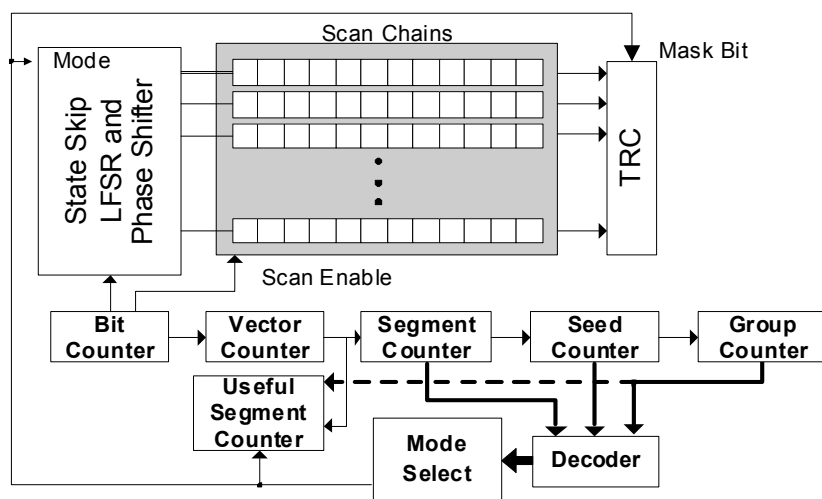 Scan Chains
Mode
Mask Bit
State Skip
LFSR and
Phase Shifter
TRC
Scan Enable
Bit
Counter
Vector
Counter
Segment
Counter
Seed
Counter
Group
Counter
Useful
Segment
Counter
Mode
Select
Decoder